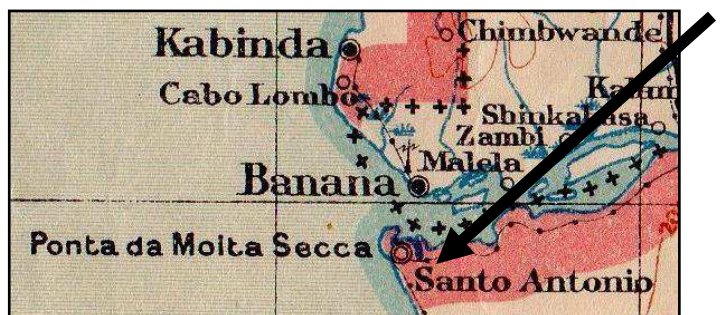 Kabinda
Chimbwande
Cabo Lombo
Shinkakasa
Zambi
Malela
Banana
Ponta da Moita Secca
Santo Antonio